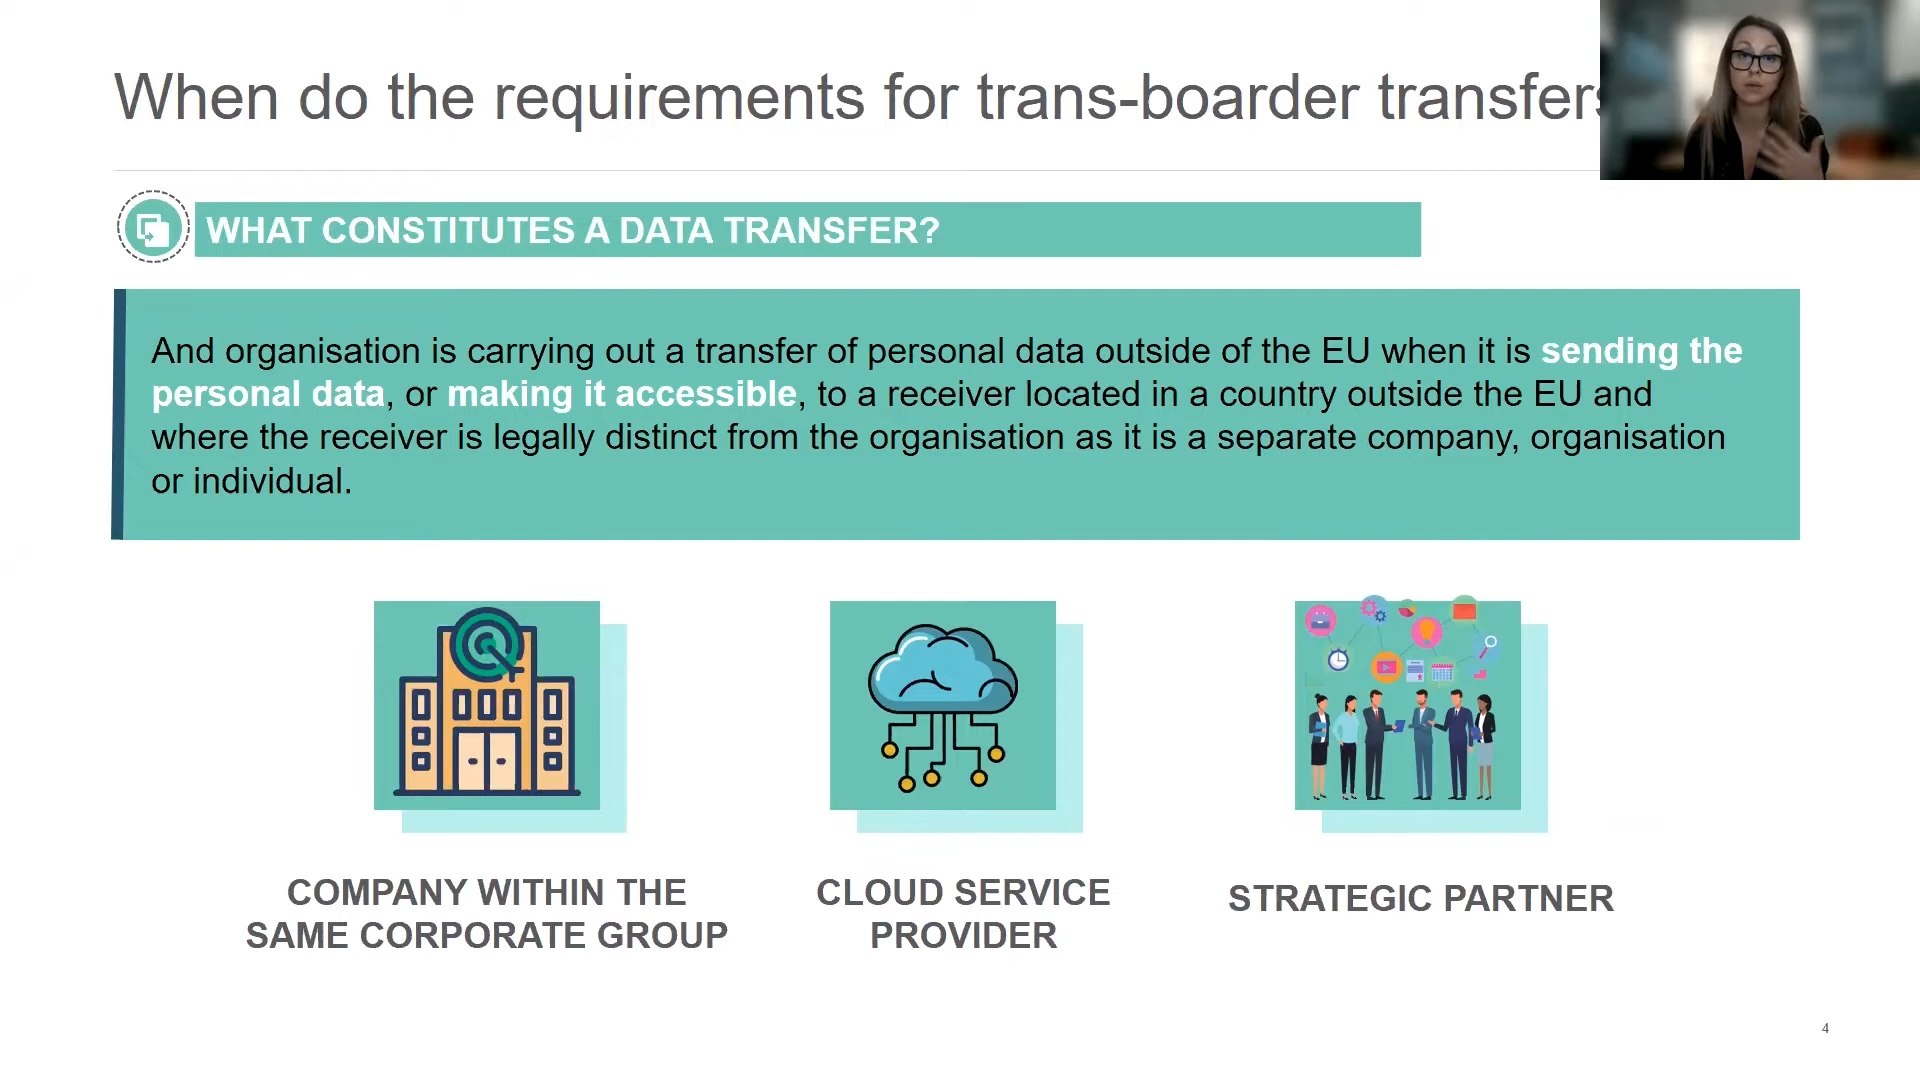 When do the requirements for trans-boarder transfers
WHAT CONSTITUTES A DATA TRANSFER?
And organisation is carrying out a transfer of personal data outside of the EU when it is sending the
personal data, or making it accessible, to a receiver located in a country outside the EU and
where the receiver is legally distinct from the organisation as it is a separate company, organisation
or individual.
COMPANY WITHIN THE
SAME CORPORATE GROUP
CLOUD SERVICE
PROVIDER
STRATEGIC PARTNER
4